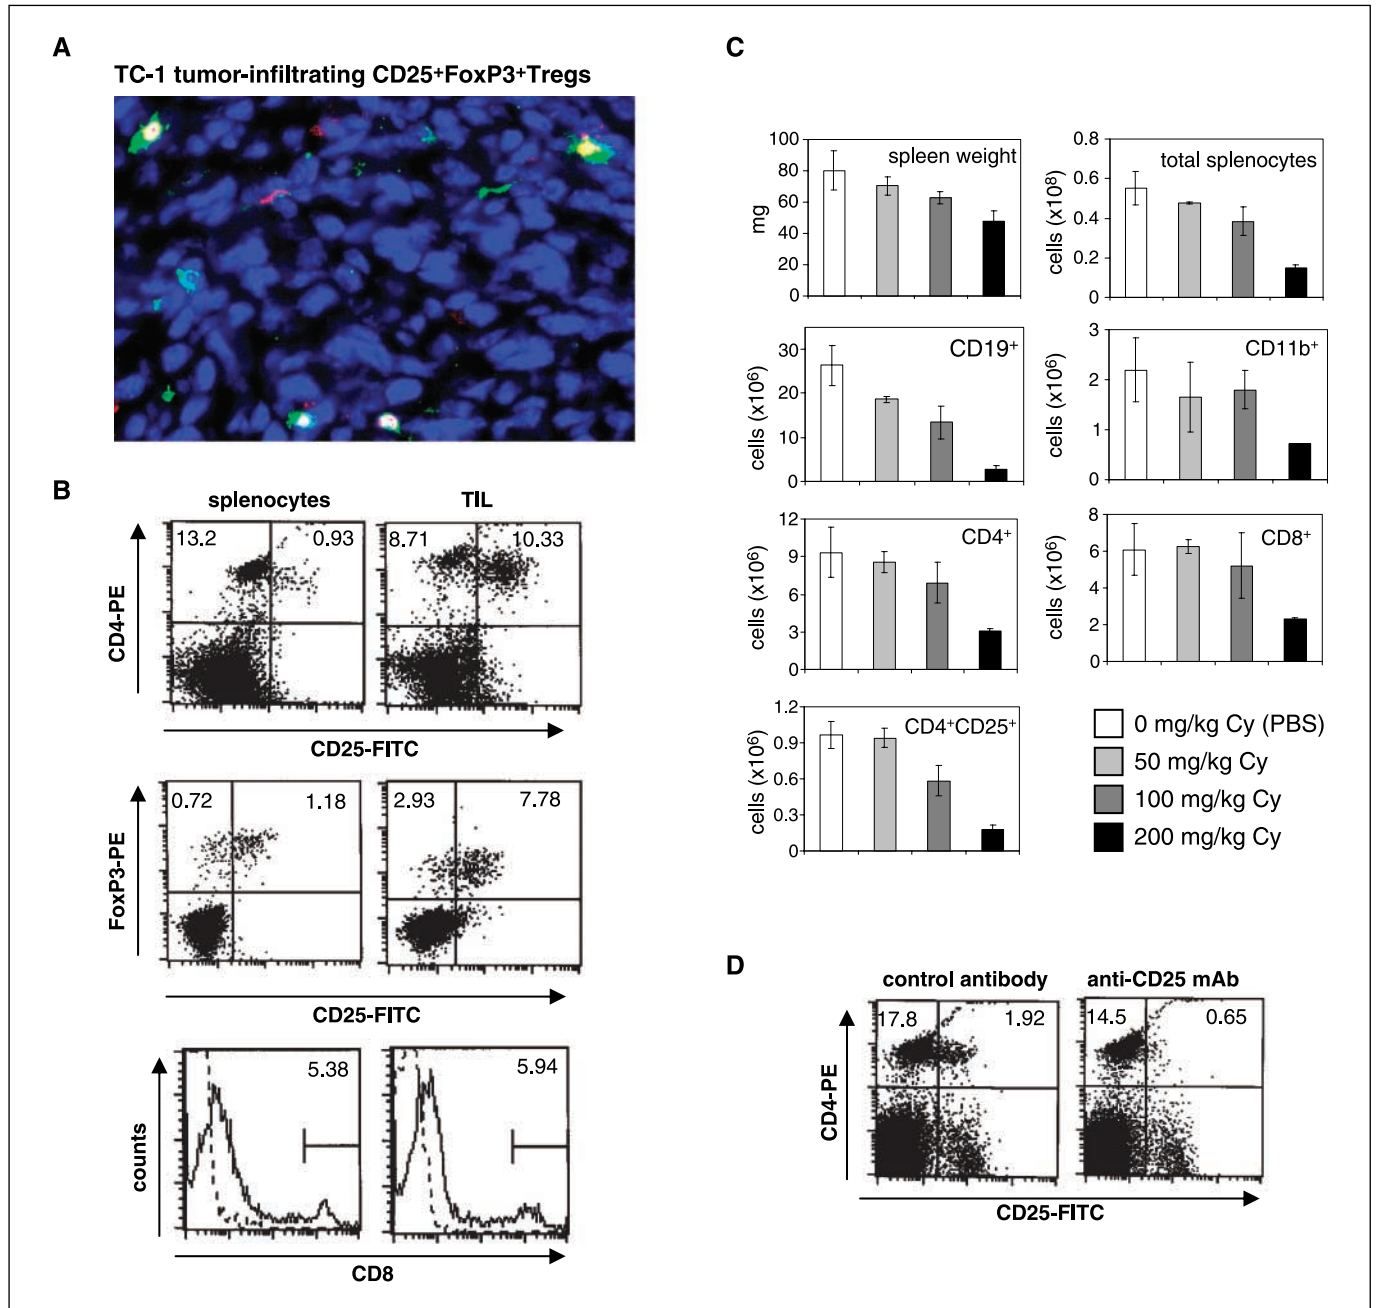 A
TC-1 tumor-infiltrating CD25+FoxP3+Tregs
B
splenocytes TIL
13.2 0.93 8.71 10.33
CD4-PE
CD25-FITC
0.72 1.18 2.93 7.78
FoxP3-PE
CD25-FITC
5.38 5.94
counts
CD8
C
spleen weight
mg
100
80
60
40
20
0
total splenocytes
cells (x10⁸)
0.8
0.6
0.4
0.2
0
CD19+
cells (x10⁶)
30
20
10
0
CD11b+
cells (x10⁶)
3
2
1
0
CD4+
cells (x10⁶)
12
9
6
3
0
CD8+
cells (x10⁶)
8
6
4
2
0
CD4+CD25+
cells (x10⁶)
1.2
0.9
0.6
0.3
0
0 mg/kg Cy (PBS)
50 mg/kg Cy
100 mg/kg Cy
200 mg/kg Cy
D
control antibody anti-CD25 mAb
17.8 1.92 14.5 0.65
CD4-PE
CD25-FITC